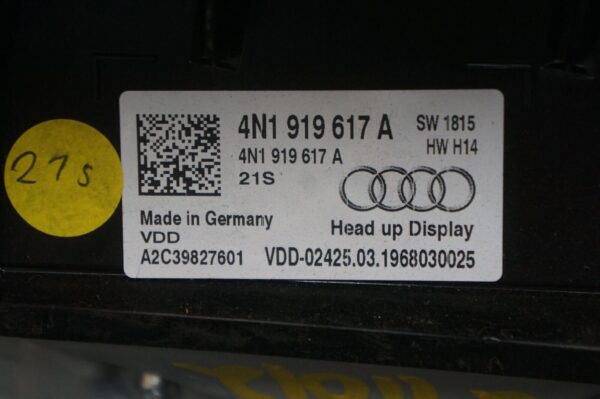 21s
4N1 919 617 A
SW 1815
4N1 919 617 A
HW H14
21S
Made in Germany
Head up Display
VDD
A2C39827601
VDD-02425.03.1968030025